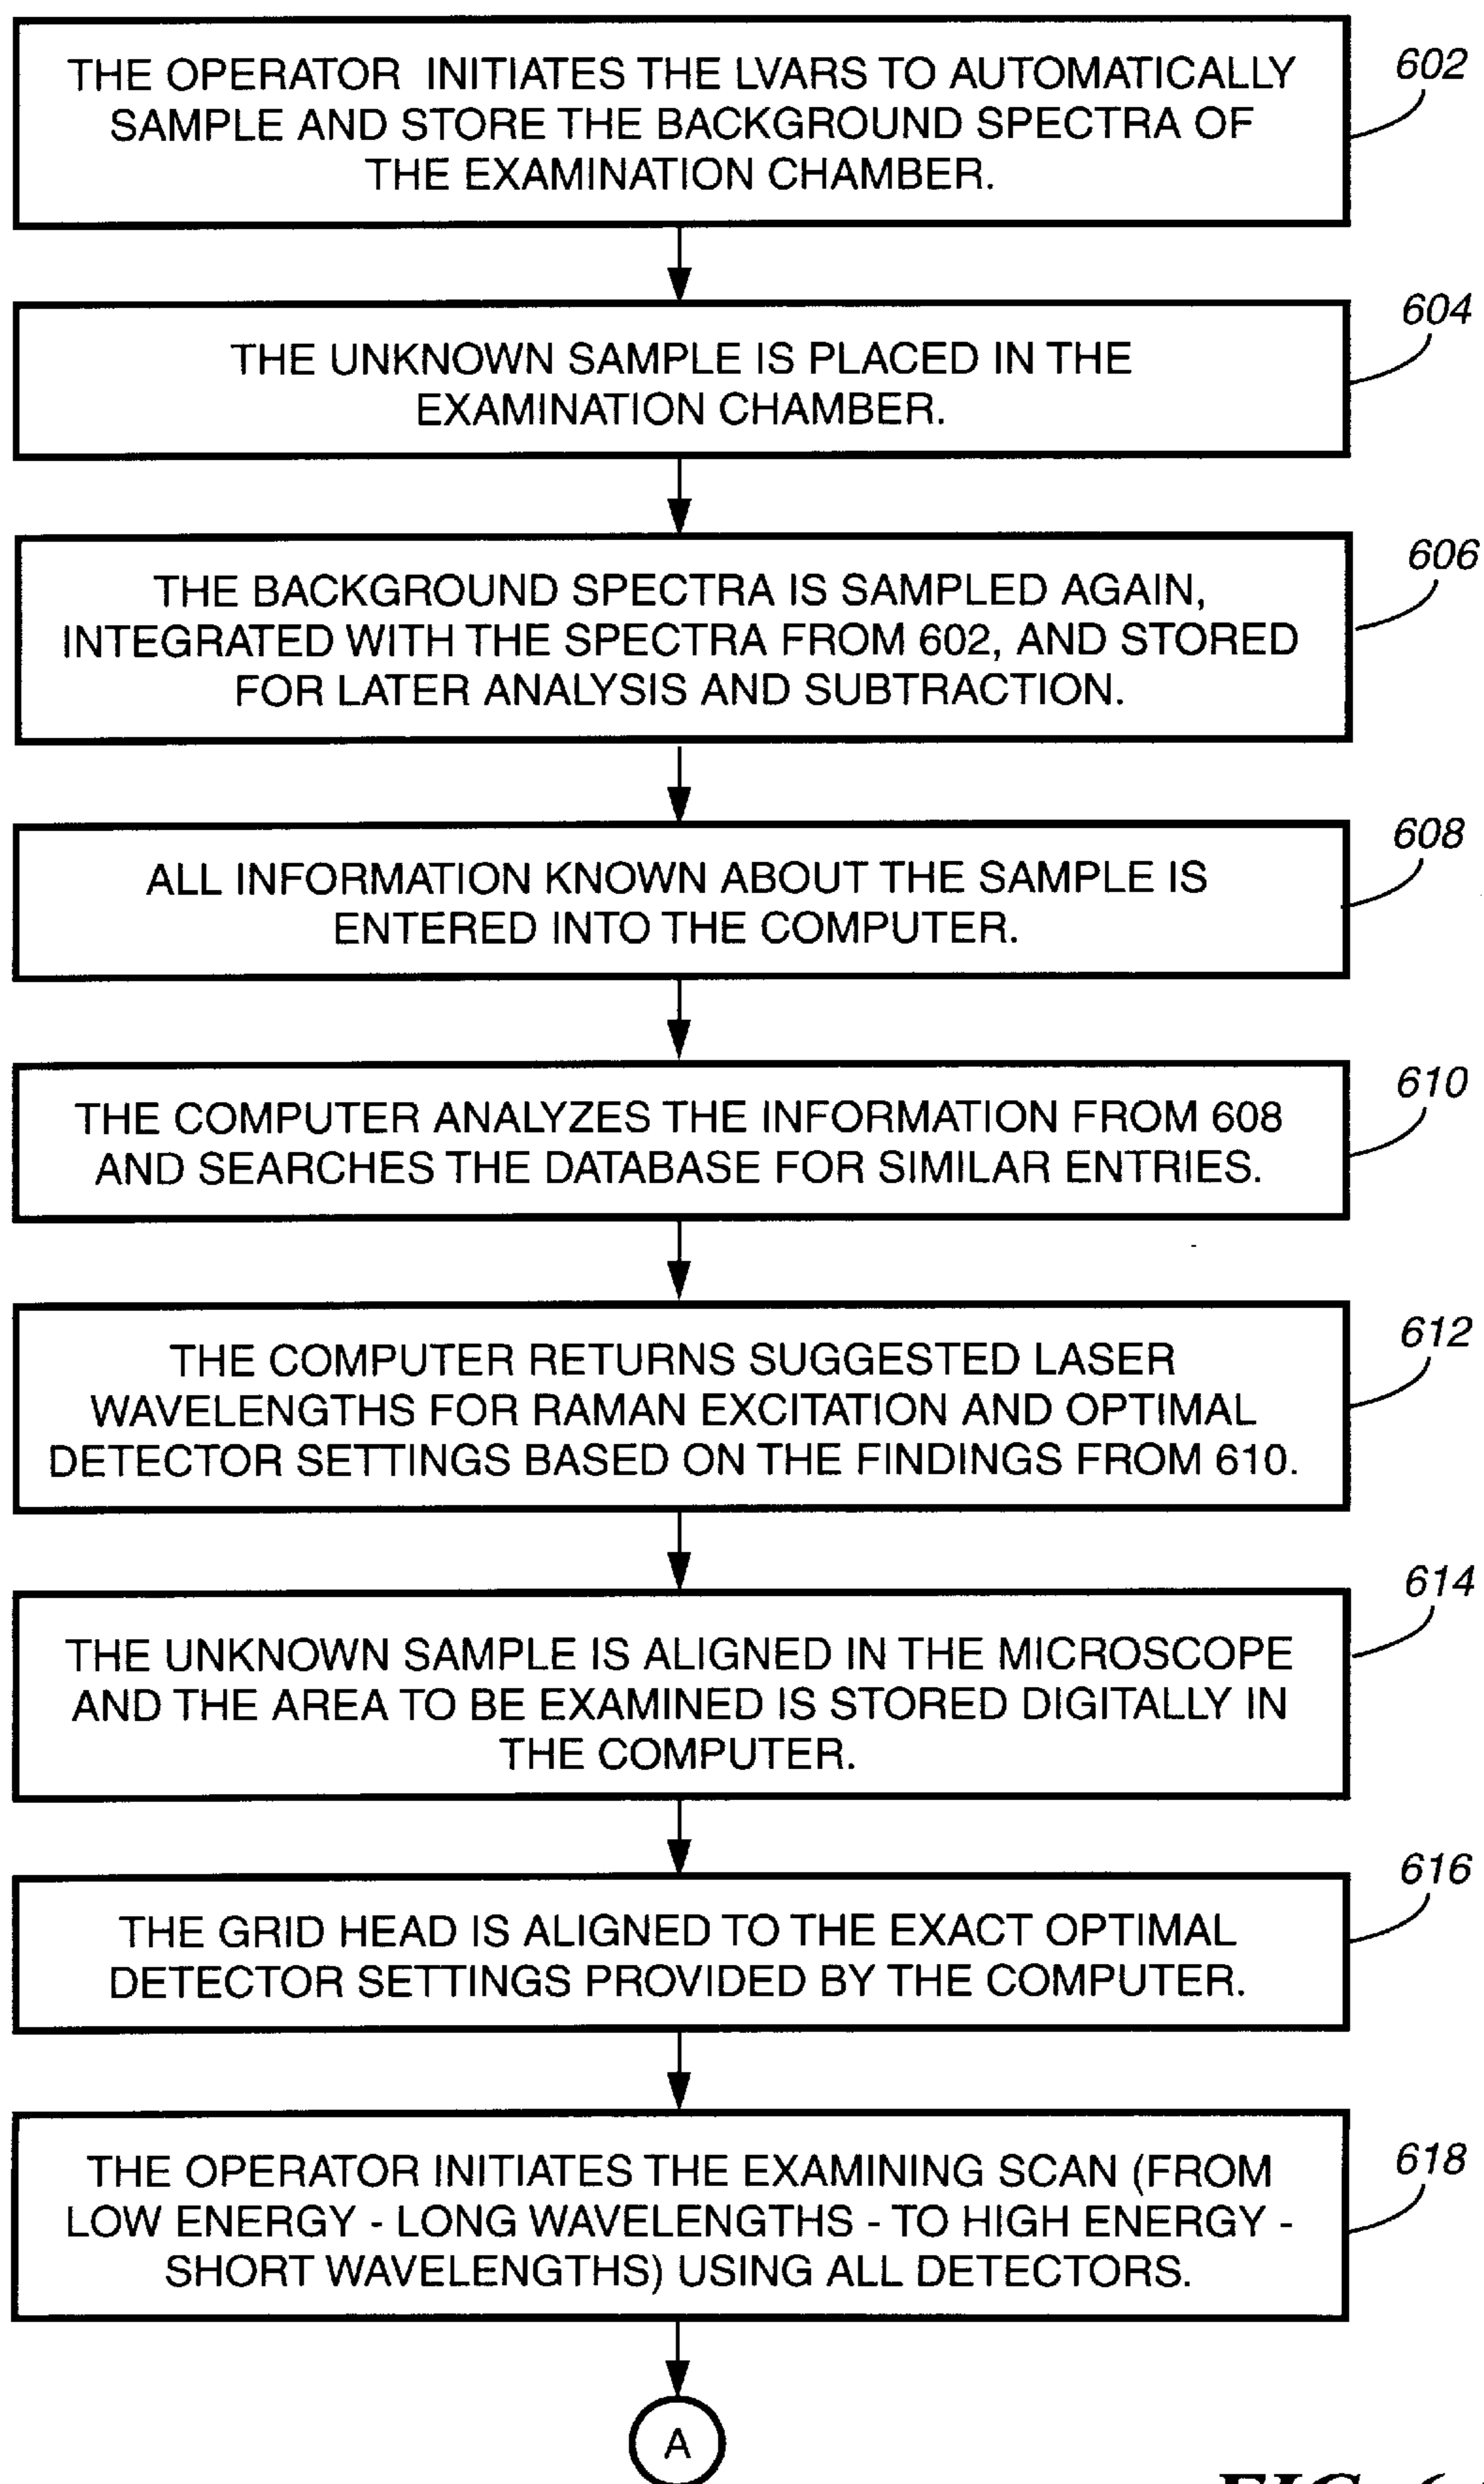 THE OPERATOR INITIATES THE LVARS TO AUTOMATICALLY
SAMPLE AND STORE THE BACKGROUND SPECTRA OF
THE EXAMINATION CHAMBER.
602
THE UNKNOWN SAMPLE IS PLACED IN THE
EXAMINATION CHAMBER.
604
THE BACKGROUND SPECTRA IS SAMPLED AGAIN,
INTEGRATED WITH THE SPECTRA FROM 602, AND STORED
FOR LATER ANALYSIS AND SUBTRACTION.
606
ALL INFORMATION KNOWN ABOUT THE SAMPLE IS
ENTERED INTO THE COMPUTER.
608
THE COMPUTER ANALYZES THE INFORMATION FROM 608
AND SEARCHES THE DATABASE FOR SIMILAR ENTRIES.
610
THE COMPUTER RETURNS SUGGESTED LASER
WAVELENGTHS FOR RAMAN EXCITATION AND OPTIMAL
DETECTOR SETTINGS BASED ON THE FINDINGS FROM 610.
612
THE UNKNOWN SAMPLE IS ALIGNED IN THE MICROSCOPE
AND THE AREA TO BE EXAMINED IS STORED DIGITALLY IN
THE COMPUTER.
614
THE GRID HEAD IS ALIGNED TO THE EXACT OPTIMAL
DETECTOR SETTINGS PROVIDED BY THE COMPUTER.
616
THE OPERATOR INITIATES THE EXAMINING SCAN (FROM
LOW ENERGY - LONG WAVELENGTHS - TO HIGH ENERGY -
SHORT WAVELENGTHS) USING ALL DETECTORS.
618
A